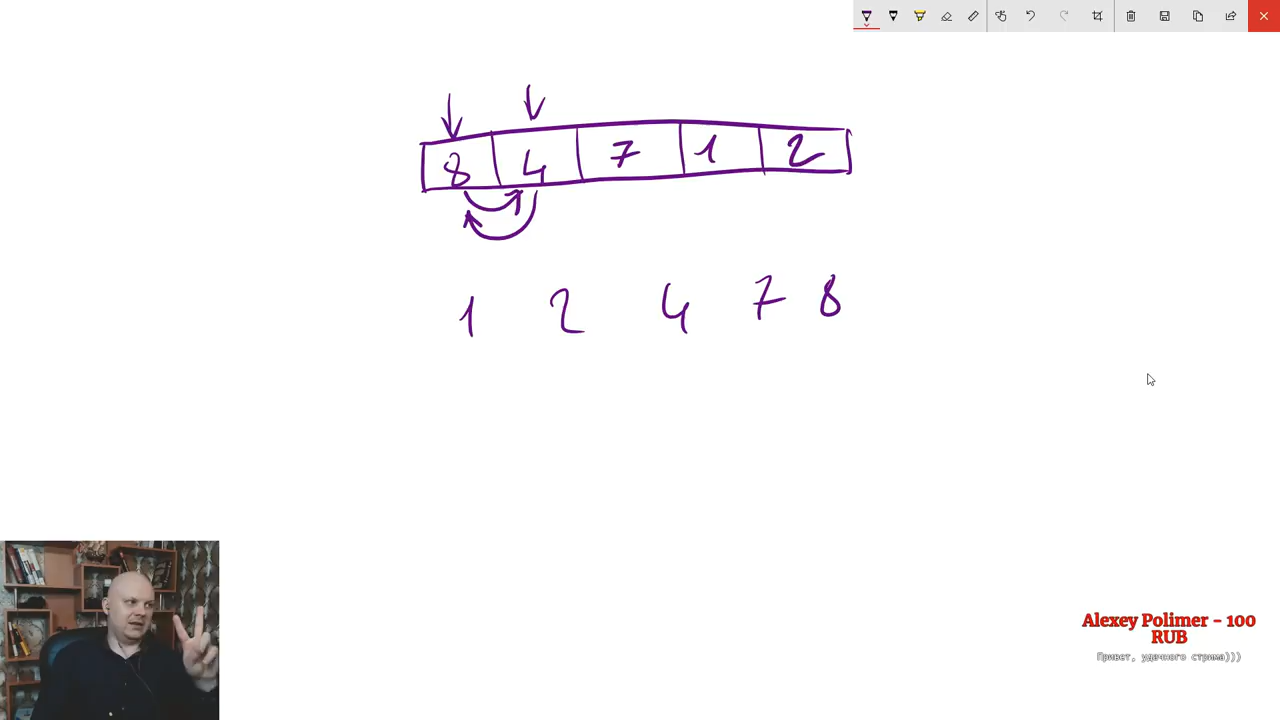 8 4 7 1 2
1 2 4 7 8
Alexey Polimer - 100
RUB
Привет, удачного стрима)))